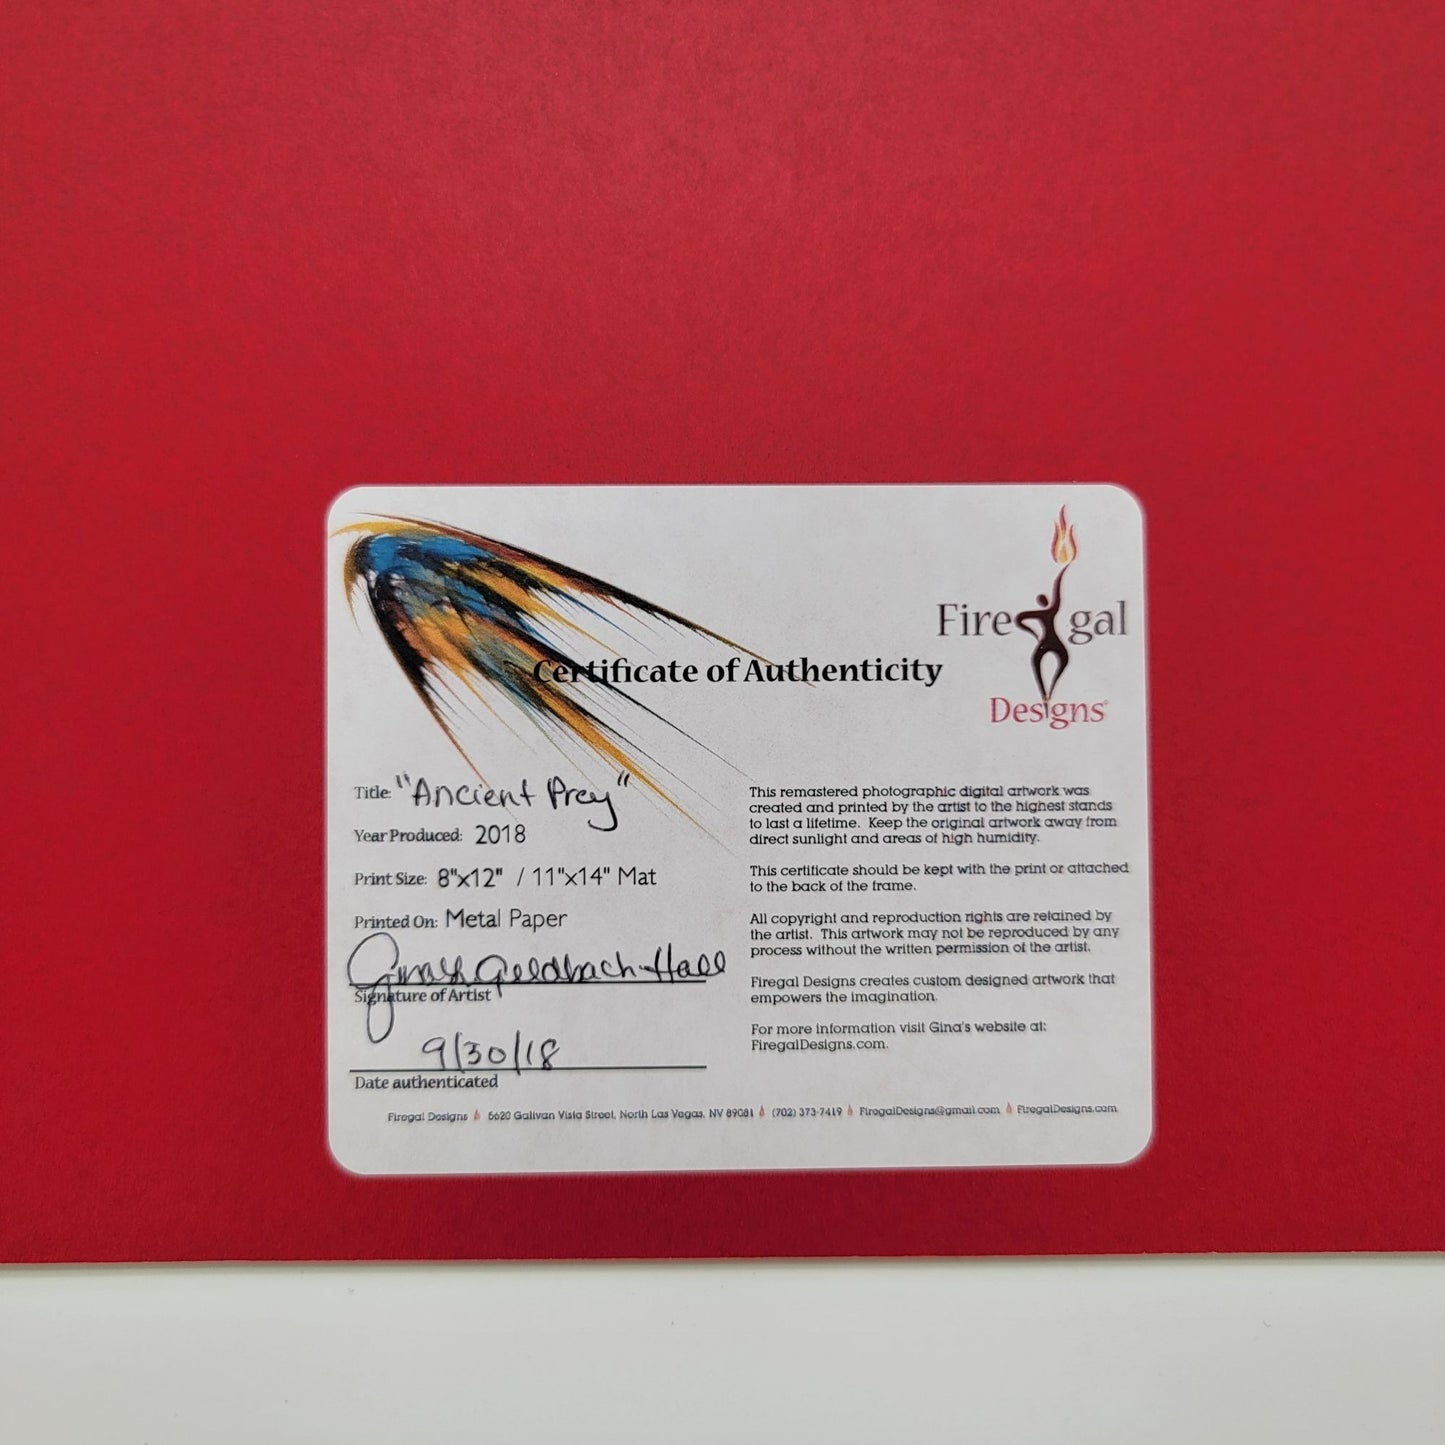 Firegal
Designs
Certificate of Authenticity
Title: "Ancient Prey"
Year Produced: 2018
Print Size: 8"x12" / 11"x14" Mat
Printed On: Metal Paper
Geldbach-Hall
Signature of Artist
9/30/18
Date authenticated
This remastered photographic digital artwork was
created and printed by the artist to the highest stands
to last a lifetime. Keep the original artwork away from
direct sunlight and areas of high humidity.
This certificate should be kept with the print or attached
to the back of the frame.
All copyright and reproduction rights are retained by
the artist. This artwork may not be reproduced by any
process without the written permission of the artist.
Firegal Designs creates custom designed artwork that
empowers the imagination.
For more information visit Gina's website at:
FiregalDesigns.com.
Firegal Designs 5620 Galivan Vista Street, North Las Vegas, NV 89081 (702) 373-7419 FiregalDesigns@gmail.com FiregalDesigns.com